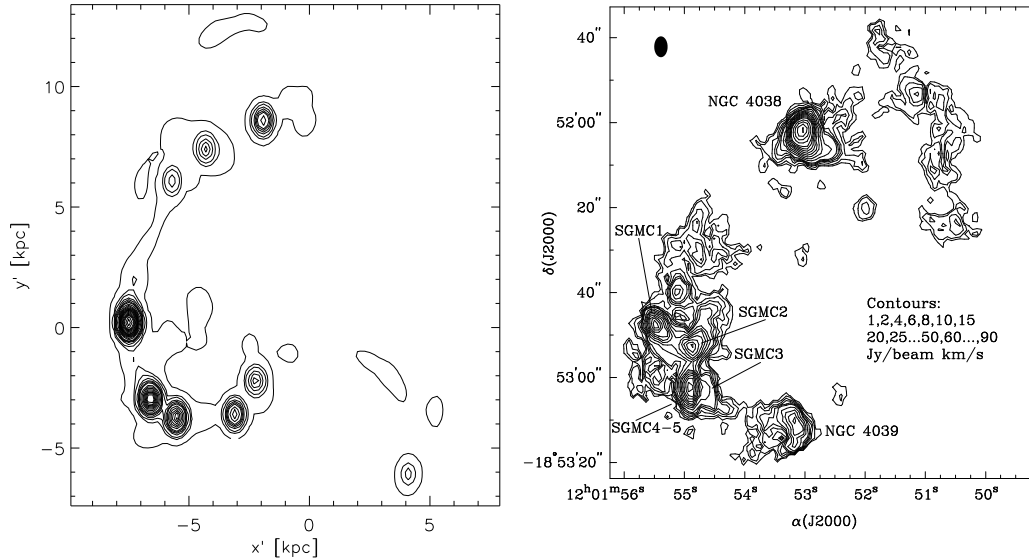 10
5
0
−5
y' [kpc]
−5
0
5
x' [kpc]
40"
52'00"
20"
40"
53'00"
−18°53'20"
δ(J2000)
NGC 4038
SGMC1
SGMC2
SGMC3
SGMC4−5
NGC 4039
Contours:
1,2,4,6,8,10,15
20,25...50,60...,90
Jy/beam km/s
12h01m56s
55s
54s
53s
52s
51s
50s
α(J2000)